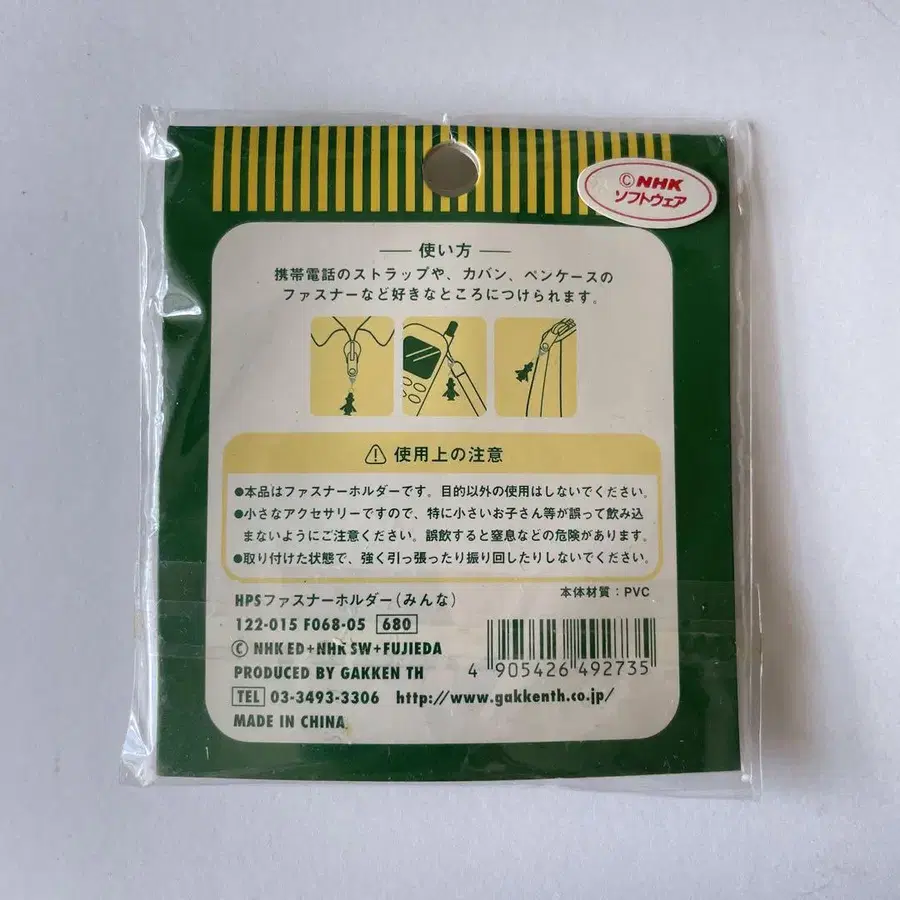 ©NHK
ソフトウェア
使い方
携帯電話のストラップや、カバン、ペンケースの
ファスナーなど好きなところにつけられます。
⚠ 使用上の注意
●本品はファスナーホルダーです。目的以外の使用はしないでください。
●小さなアクセサリーですので、特に小さいお子さん等が誤って飲み込
まないようにご注意ください。誤飲すると窒息などの危険があります。
●取り付けた状態で、強く引っ張ったり振り回したりしないでください。
本体材質：PVC
HPSファスナーホルダー(みんな)
122-015 F068-05 680
© NHK ED+NHK SW+FUJIEDA
PRODUCED BY GAKKEN TH
TEL 03-3493-3306 http://www.gakkenth.co.jp/
MADE IN CHINA
4 905426 492735